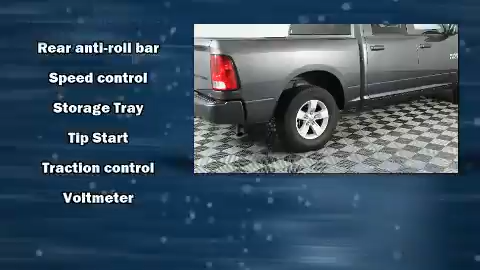 Rear anti-roll bar
Speed control
Storage Tray
Tip Start
Traction control
Voltmeter